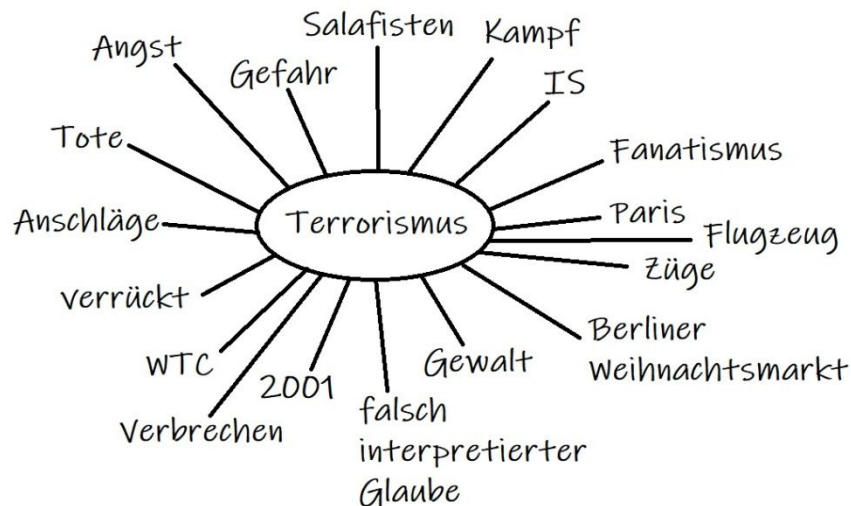 Salafisten
Kampf
Angst
Gefahr
IS
Tote
Fanatismus
Anschläge
Terrorismus
Paris
Flugzeug
Züge
verrückt
Berliner
Weihnachtsmarkt
WTC
2001
Gewalt
Verbrechen
falsch
interpretierter
Glaube